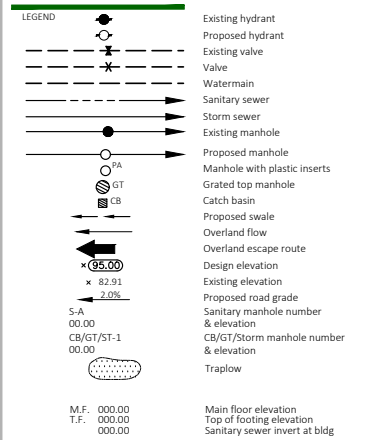 LEGEND Existing hydrant
Proposed hydrant
Existing valve
Valve
Watermain
Sanitary sewer
Storm sewer
Existing manhole
Proposed manhole
PA Manhole with plastic inserts
GT Grated top manhole
CB Catch basin
Proposed swale
Overland flow
Overland escape route
×95.00 Design elevation
× 82.91 Existing elevation
2.0% Proposed road grade
S-A Sanitary manhole number
00.00 & elevation
CB/GT/ST-1 CB/GT/Storm manhole number
00.00 & elevation
Traplow
M.F. 000.00 Main floor elevation
T.F. 000.00 Top of footing elevation
000.00 Sanitary sewer invert at bldg